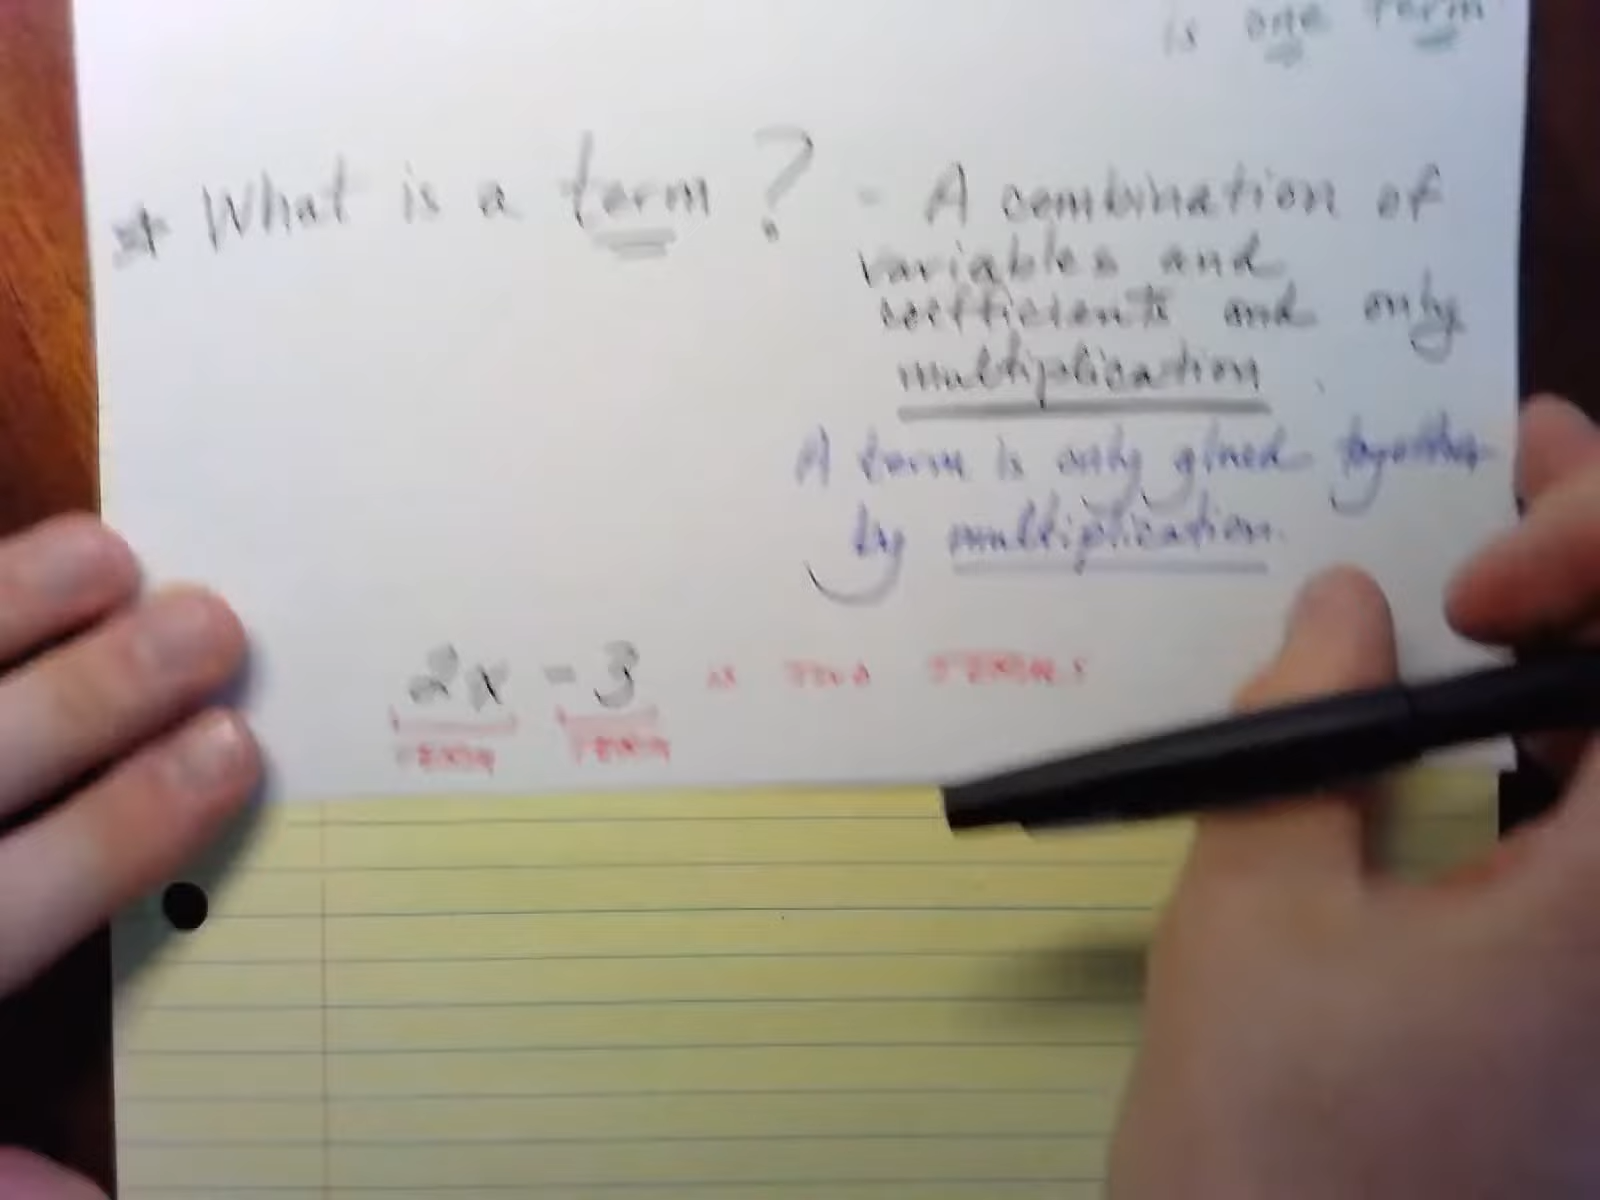 is one term
* What is a term? - A combination of
variables and
coefficients and only
multiplication.
A term is only glued together
by multiplication.
2x - 3 is two terms
term term